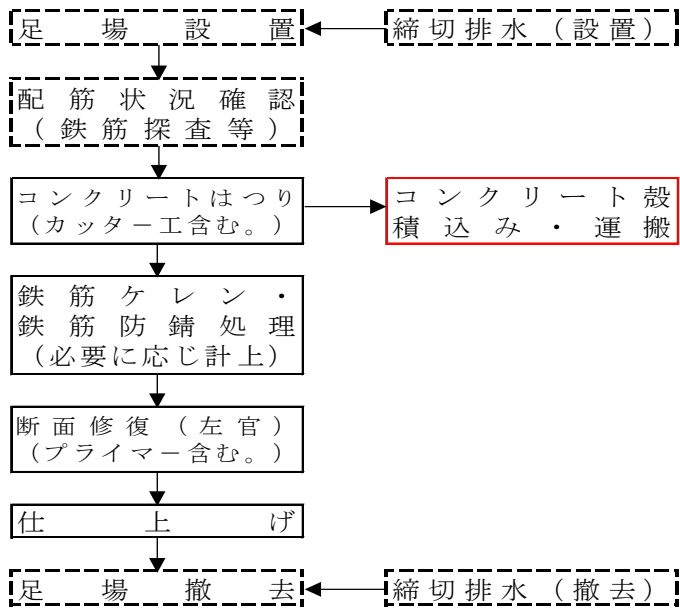 足場設置
締切排水（設置）
配筋状況確認
（鉄筋探査等）
コンクリートはつり
（カッター工含む。）
コンクリート殻
積込み・運搬
鉄筋ケレン・
鉄筋防錆処理
（必要に応じ計上）
断面修復（左官）
（プライマー含む。）
仕上げ
足場撤去
締切排水（撤去）